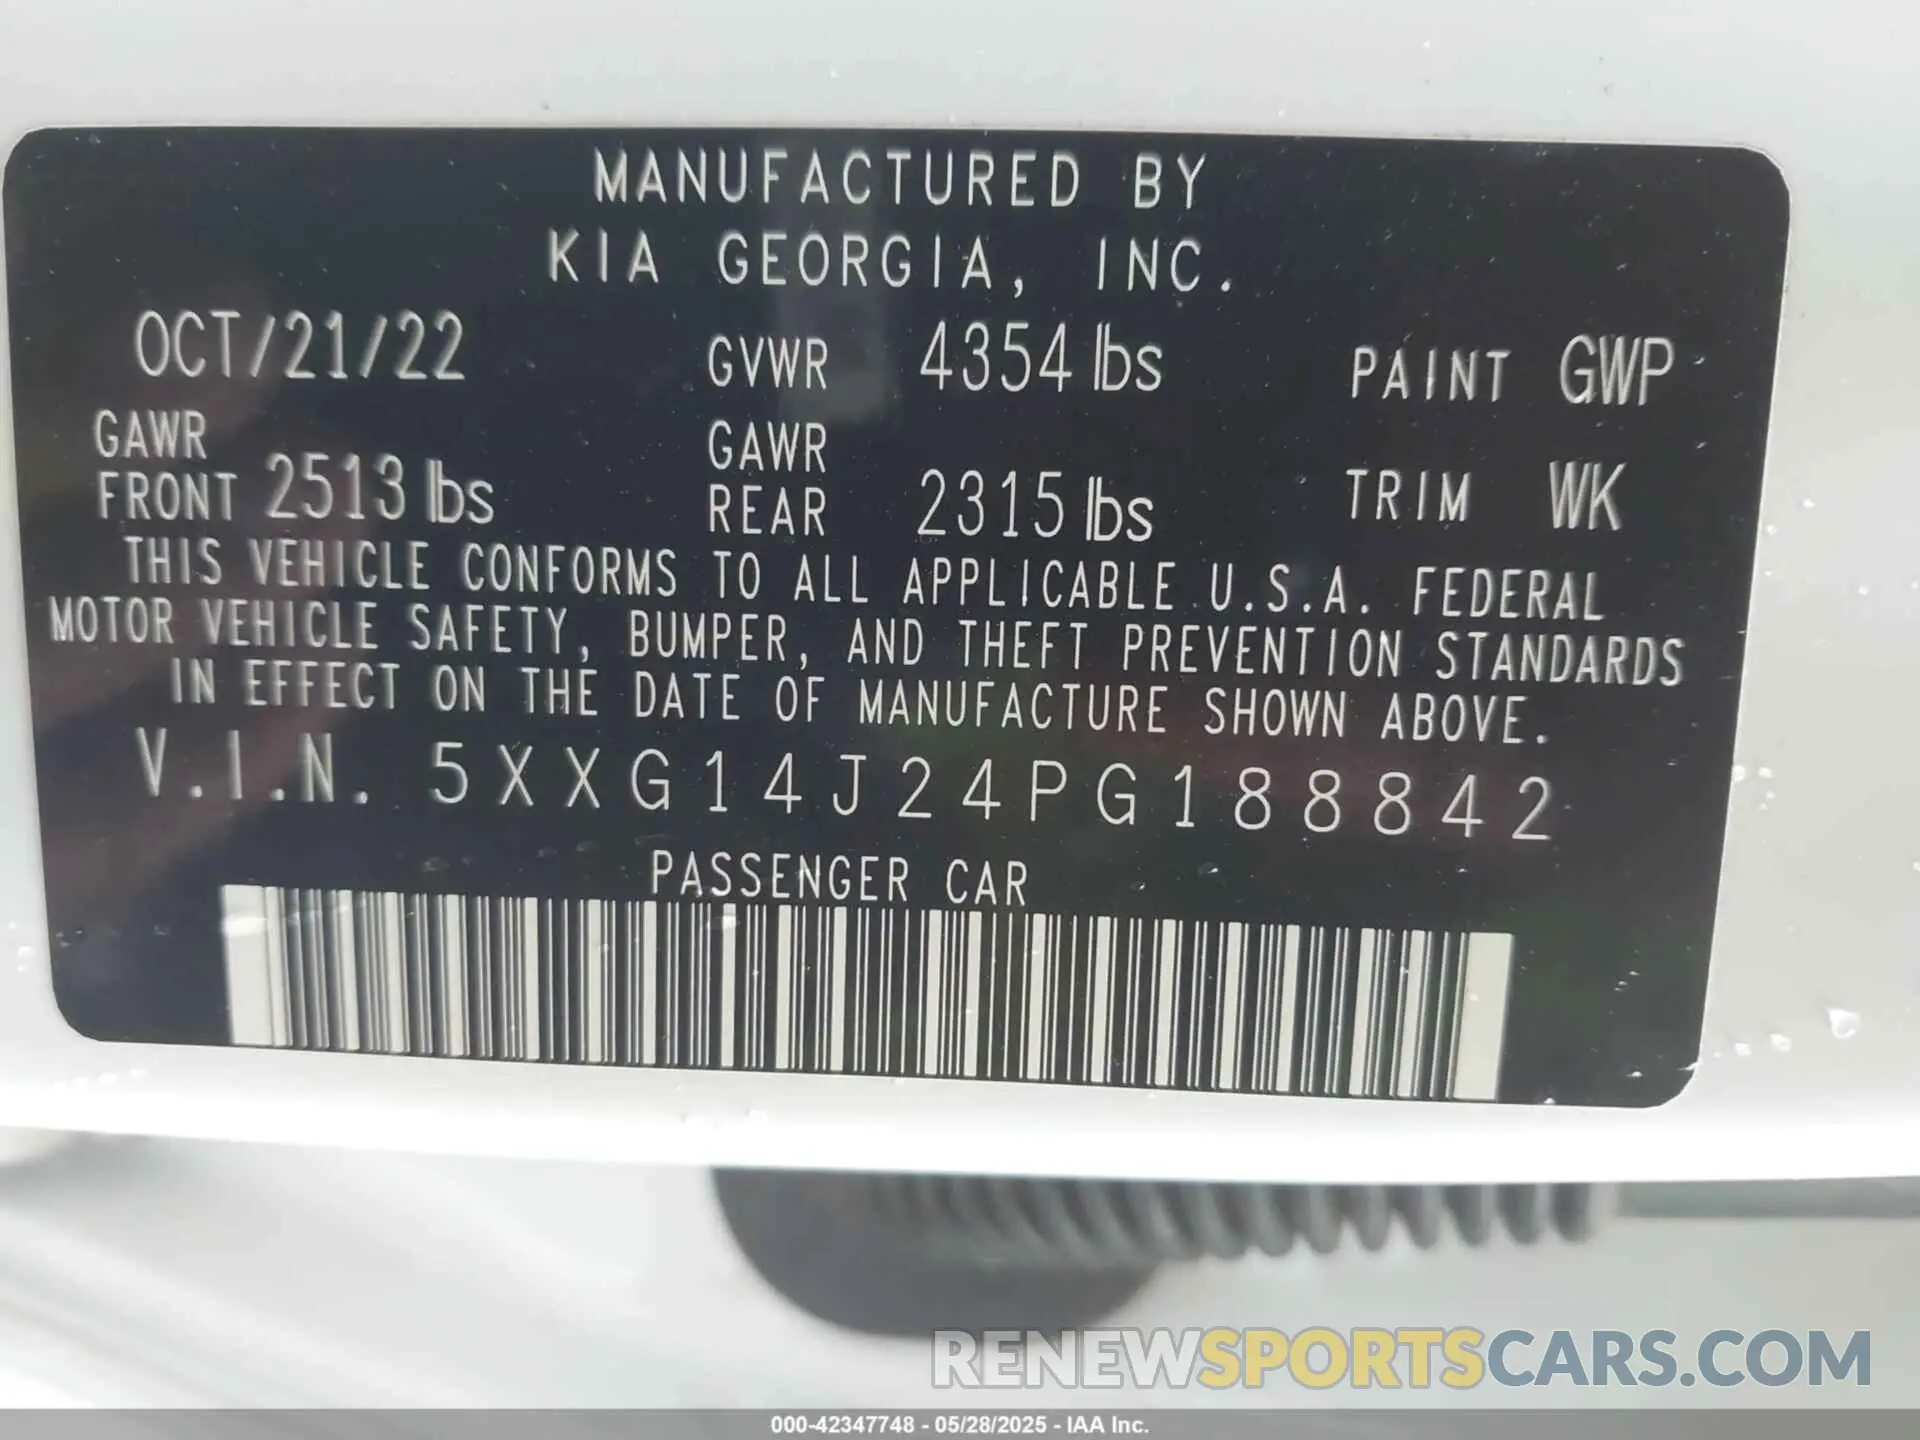 MANUFACTURED BY
KIA GEORGIA, INC.
OCT/21/22 GVWR 4354 lbs PAINT GWP
GAWR FRONT 2513 lbs GAWR REAR 2315 lbs TRIM WK
THIS VEHICLE CONFORMS TO ALL APPLICABLE U.S.A. FEDERAL
MOTOR VEHICLE SAFETY, BUMPER, AND THEFT PREVENTION STANDARDS
IN EFFECT ON THE DATE OF MANUFACTURE SHOWN ABOVE.
V.I.N. 5XXG14J24PG188842
PASSENGER CAR
RENEWSPORTSCARS.COM
000-42347748 - 05/28/2025 - IAA Inc.